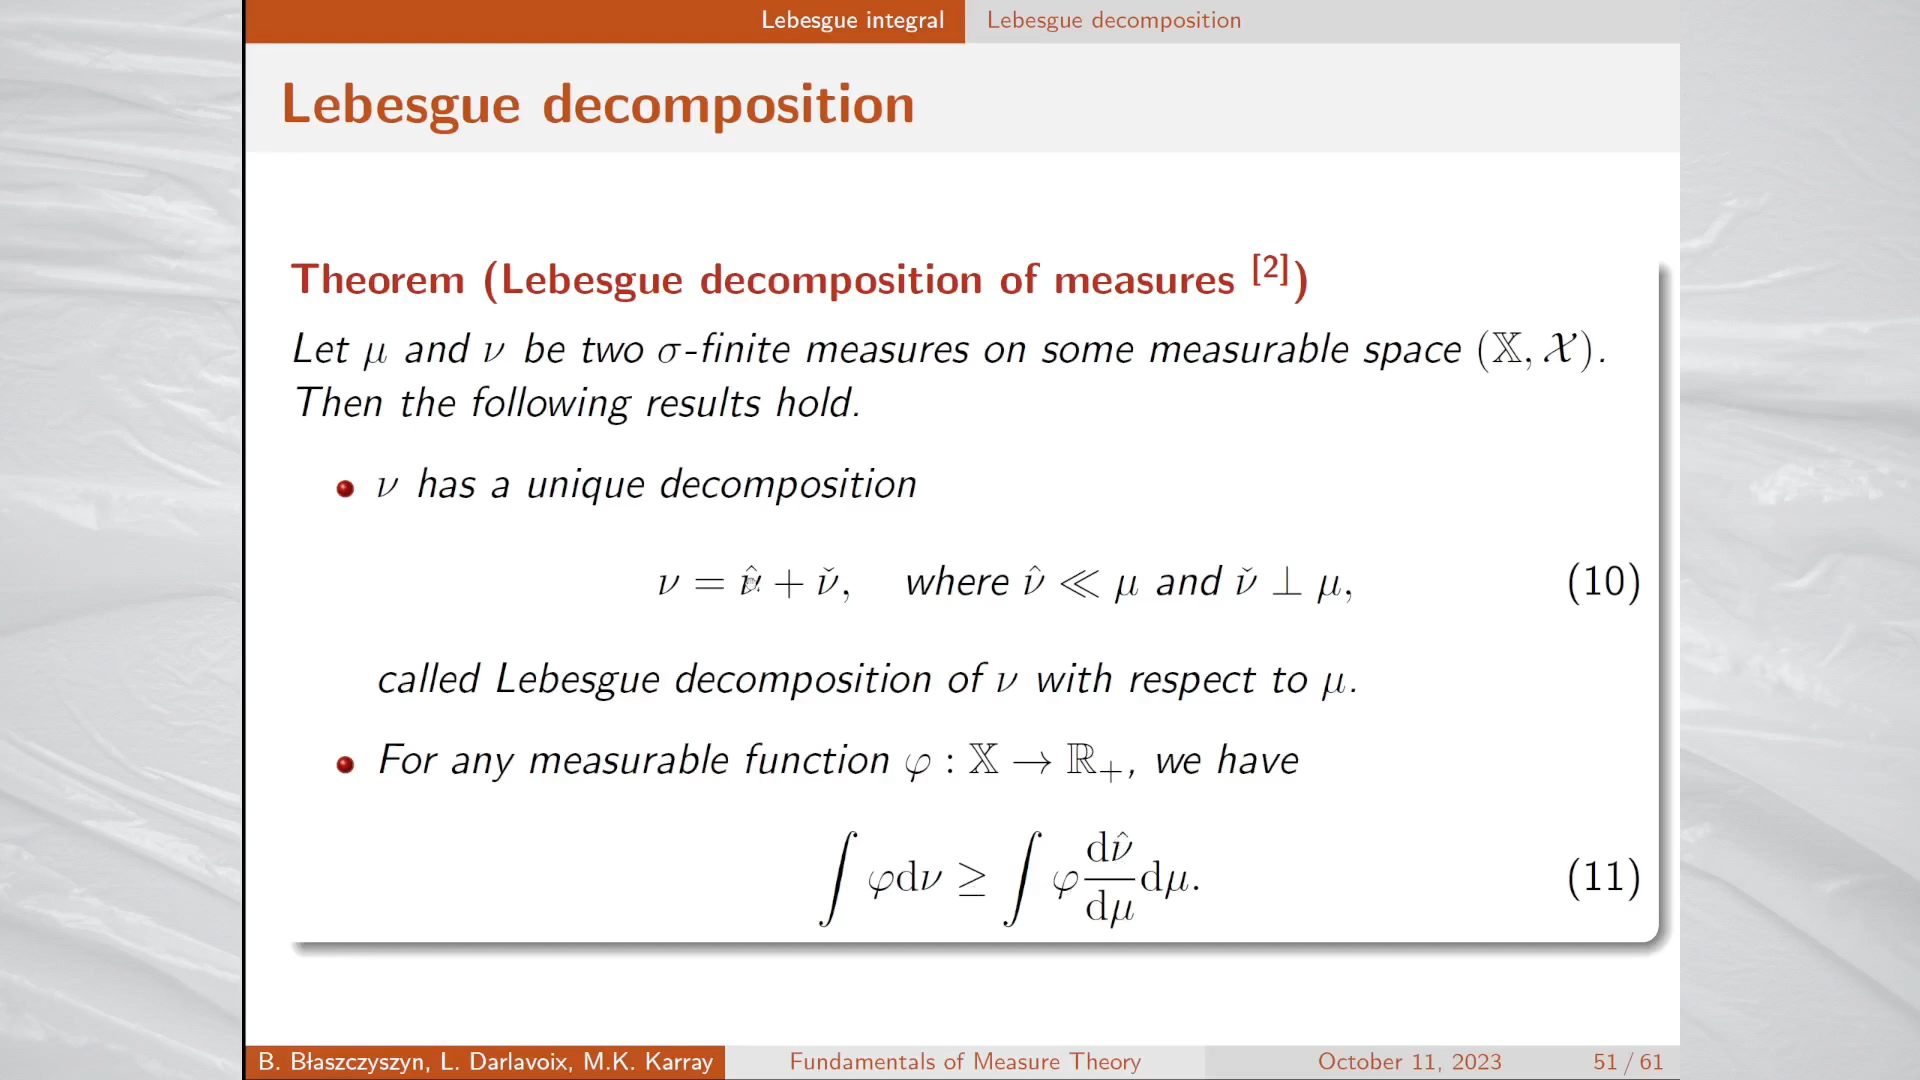 Lebesgue integral Lebesgue decomposition
Lebesgue decomposition
Theorem (Lebesgue decomposition of measures [2])
Let μ and ν be two σ-finite measures on some measurable space (𝕏, 𝒳).
Then the following results hold.
• ν has a unique decomposition
ν = ν̂ + ν̌, where ν̂ ≪ μ and ν̌ ⊥ μ, (10)
called Lebesgue decomposition of ν with respect to μ.
• For any measurable function φ : 𝕏 → ℝ₊, we have
∫ φdν ≥ ∫ φ dν̂/dμ dμ. (11)
B. Błaszczyszyn, L. Darlavoix, M.K. Karray Fundamentals of Measure Theory October 11, 2023 51 / 61